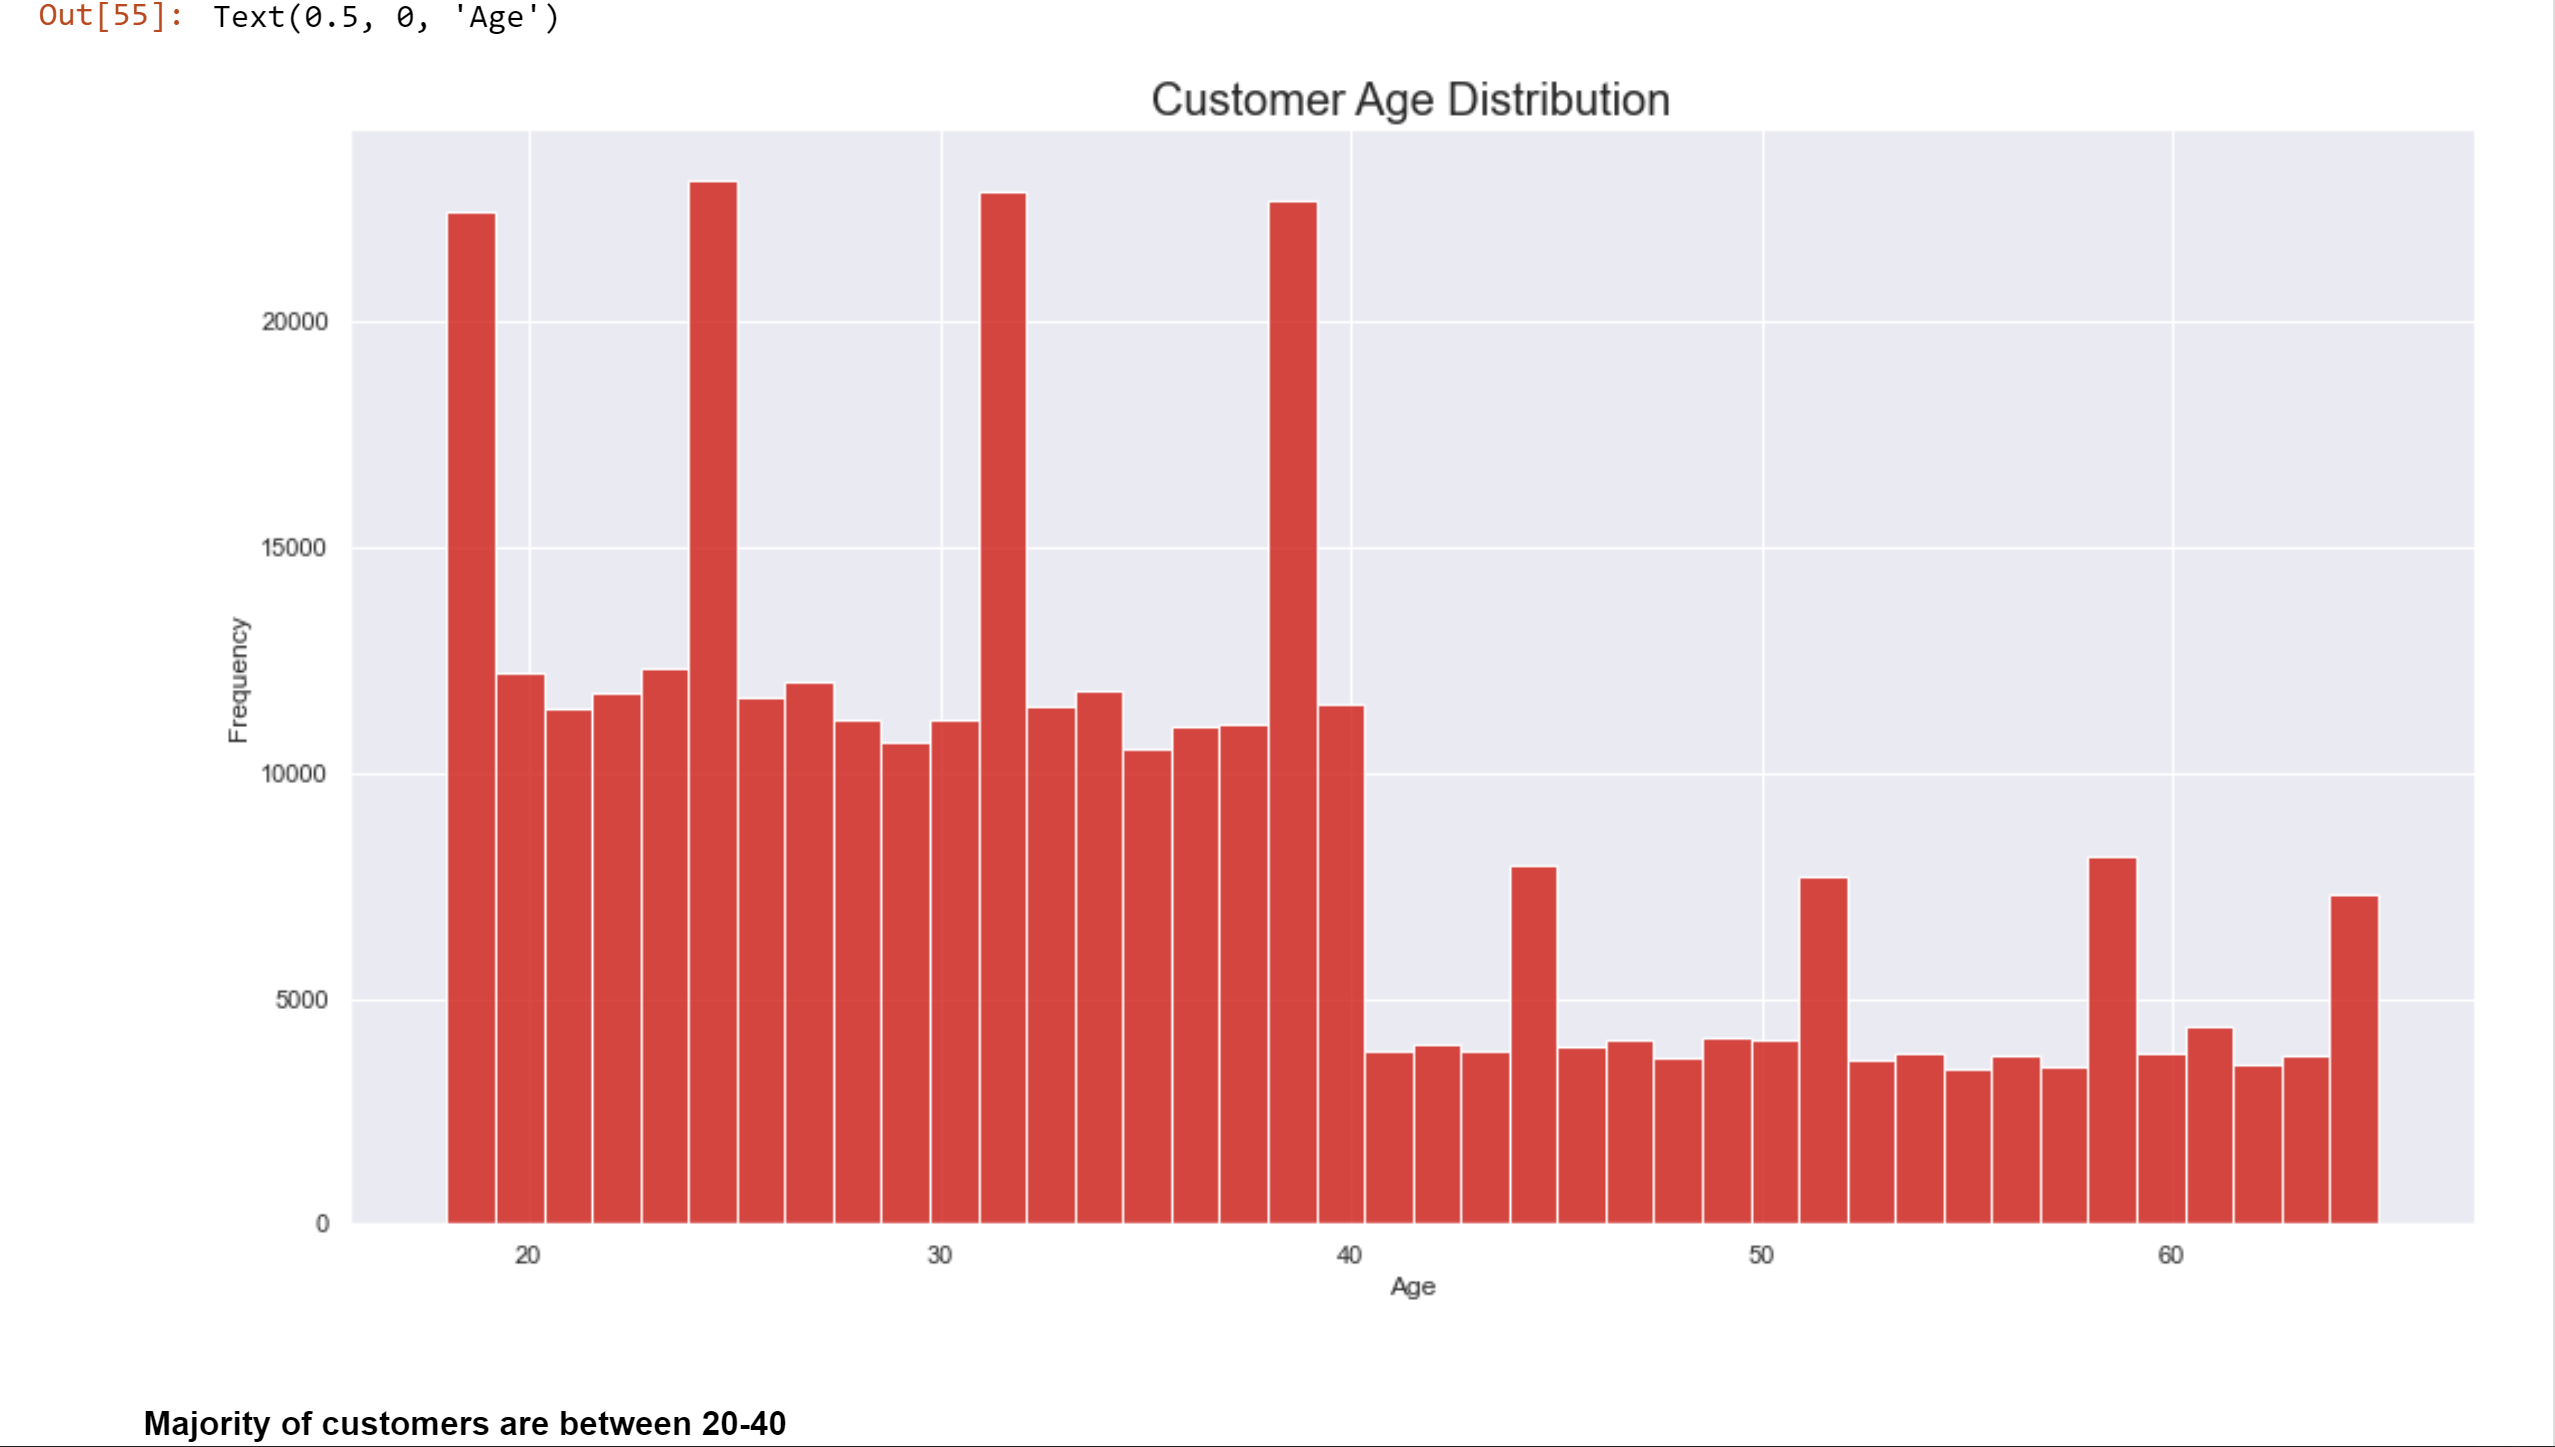 Out[55]: Text(0.5, 0, 'Age')
Customer Age Distribution
20000
15000
10000
5000
0
Frequency
20 30 40 50 60
Age
Majority of customers are between 20-40